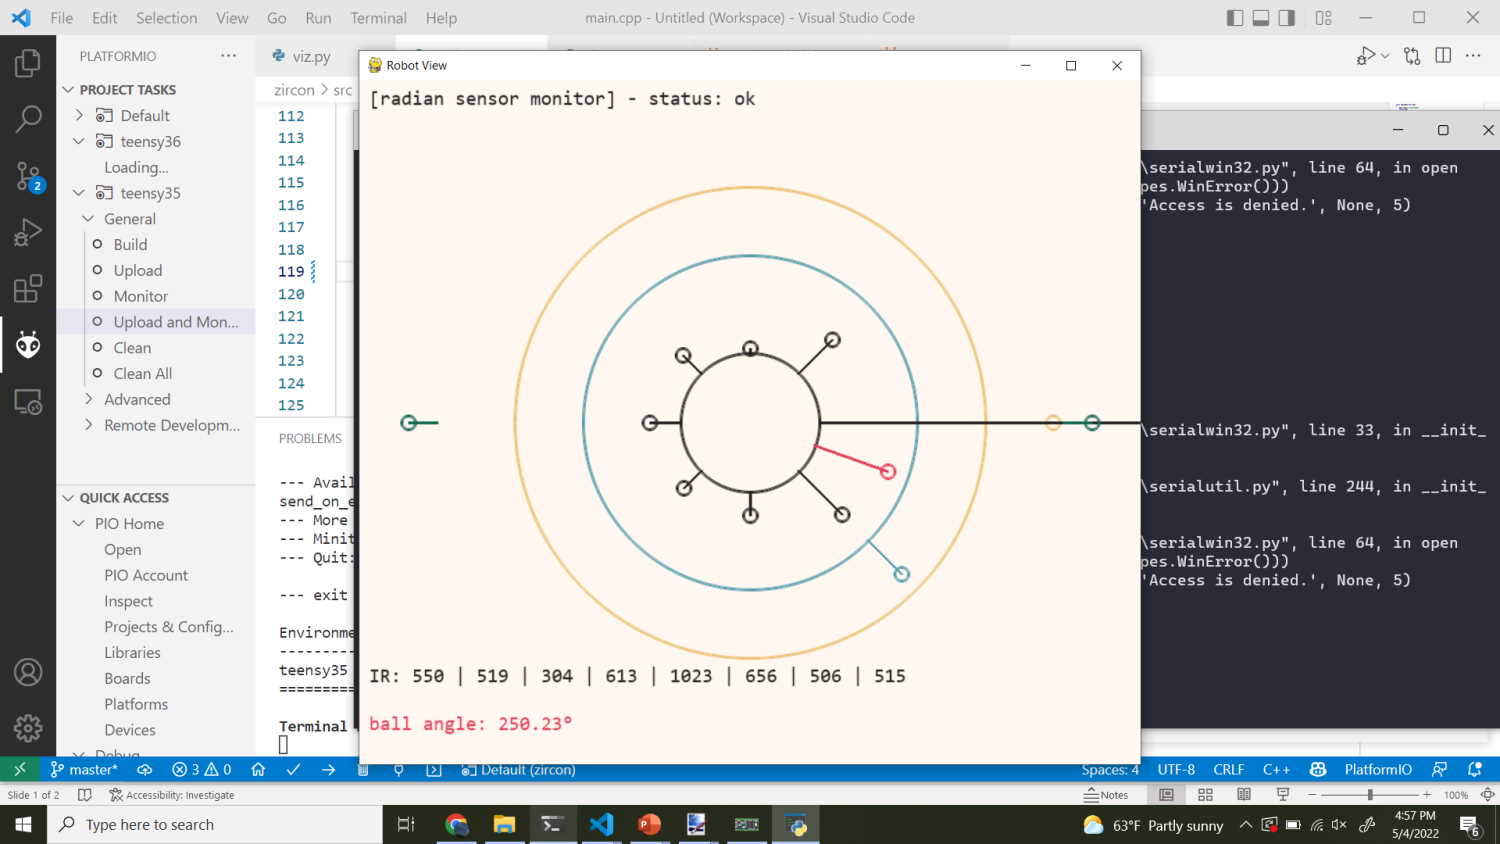 File Edit Selection View Go Run Terminal Help
main.cpp - Untitled (Workspace) - Visual Studio Code
PLATFORMIO
viz.py
PROJECT TASKS
zircon > src
Default
teensy36
Loading...
2
teensy35
General
Build
Upload
Monitor
Upload and Mon...
Clean
Clean All
Advanced
Remote Developm...
QUICK ACCESS
PIO Home
Open
PIO Account
Inspect
Projects & Config...
Libraries
Boards
Platforms
Devices
Debug
112
113
114
115
116
117
118
119
120
121
122
123
124
125
PROBLEMS
--- Avail
send_on_e
--- More
--- Minit
--- Quit:
--- exit
Environme
teensy35
Terminal
Robot View
[radian sensor monitor] - status: ok
IR: 550 | 519 | 304 | 613 | 1023 | 656 | 506 | 515
ball angle: 250.23°
\serialwin32.py", line 64, in open
pes.WinError()))
'Access is denied.', None, 5)
\serialwin32.py", line 33, in __init_
\serialutil.py", line 244, in __init_
\serialwin32.py", line 64, in open
pes.WinError()))
'Access is denied.', None, 5)
master* 3 0 Default (zircon) Spaces: 4 UTF-8 CRLF C++ PlatformIO
Slide 1 of 2 Accessibility: Investigate Notes 100%
Type here to search
63°F Partly sunny
4:57 PM
5/4/2022
6